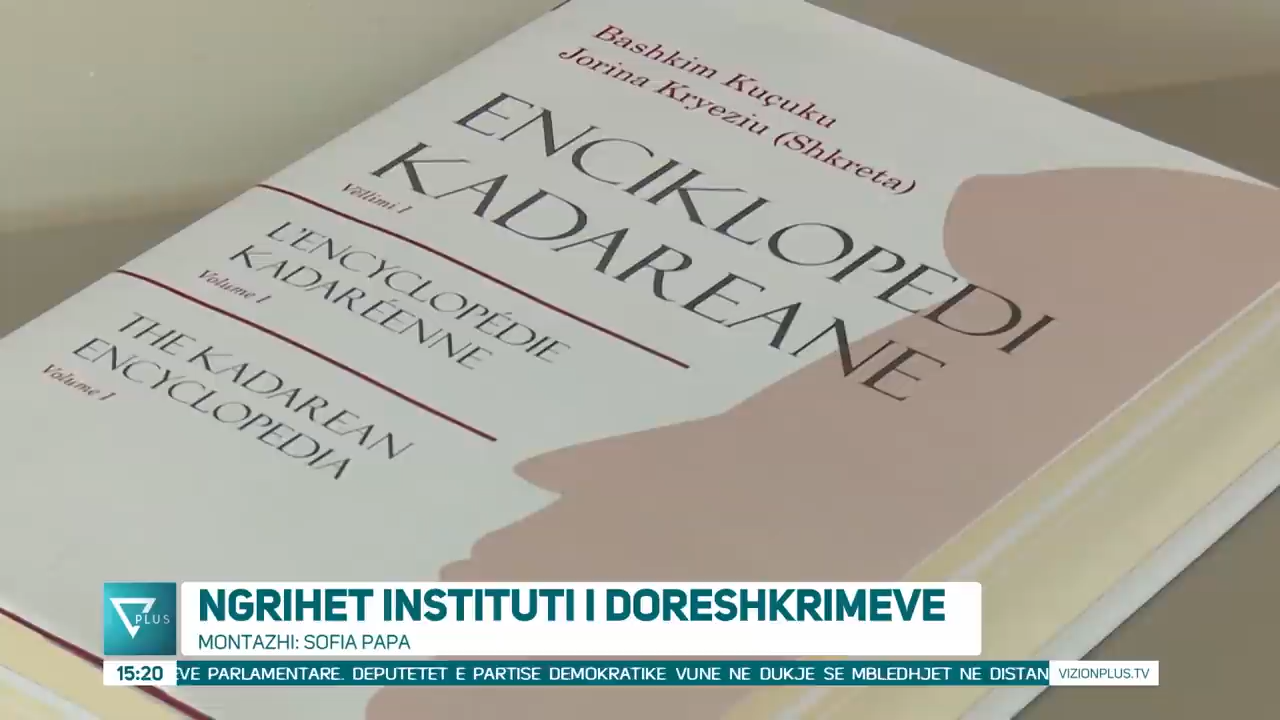 Bashkim Kuçuku
Jorina Kryeziu (Shkreta)
ENCIKLOPEDI
KADAREANE
Vëllimi I
L'ENCYCLOPÉDIE
KADARÉENNE
Volume I
THE KADAREAN
ENCYCLOPEDIA
Volume I
PLUS
NGRIHET INSTITUTI I DORESHKRIMEVE
MONTAZHI: SOFIA PAPA
15:20
EVE PARLAMENTARE. DEPUTETET E PARTISE DEMOKRATIKE VUNE NE DUKJE SE MBLEDHJET NE DISTAN
VIZIONPLUS.TV